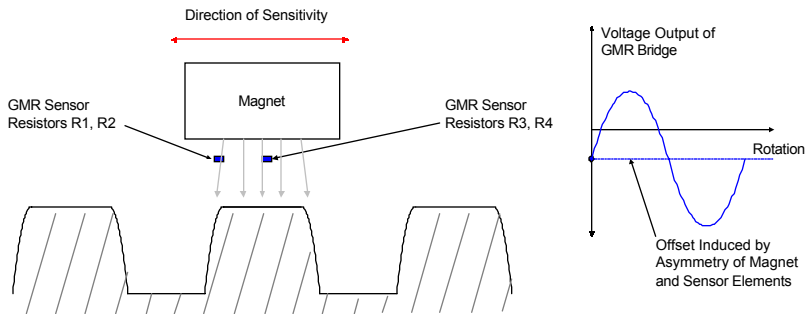 Direction of Sensitivity
Magnet
GMR Sensor
Resistors R1, R2
GMR Sensor
Resistors R3, R4
Voltage Output of
GMR Bridge
Rotation
Offset Induced by
Asymmetry of Magnet
and Sensor Elements